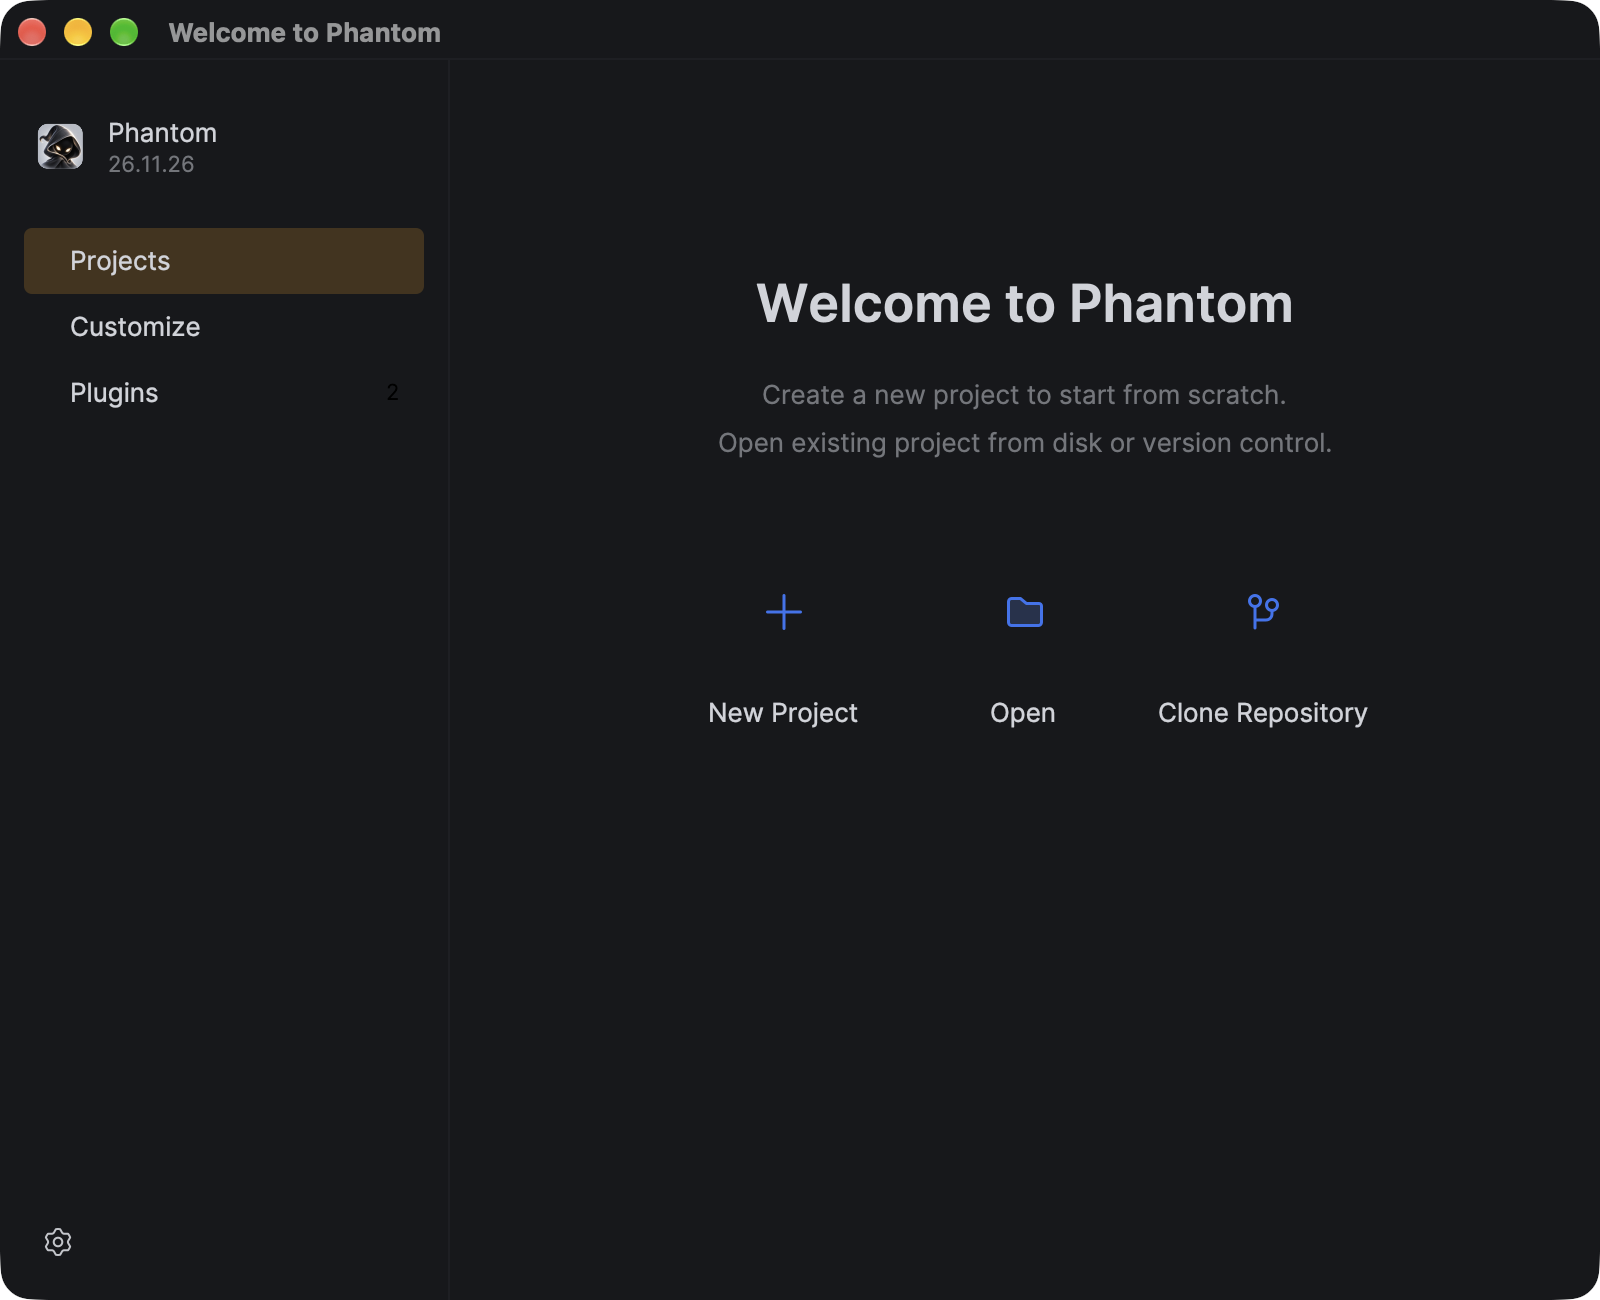 Welcome to Phantom
Phantom
26.11.26
Projects
Customize
Plugins 2
Welcome to Phantom
Create a new project to start from scratch.
Open existing project from disk or version control.
New Project
Open
Clone Repository